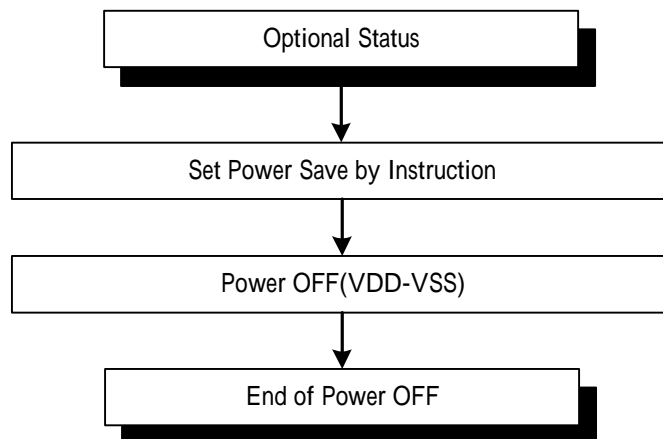 Optional Status
Set Power Save by Instruction
Power OFF(VDD-VSS)
End of Power OFF